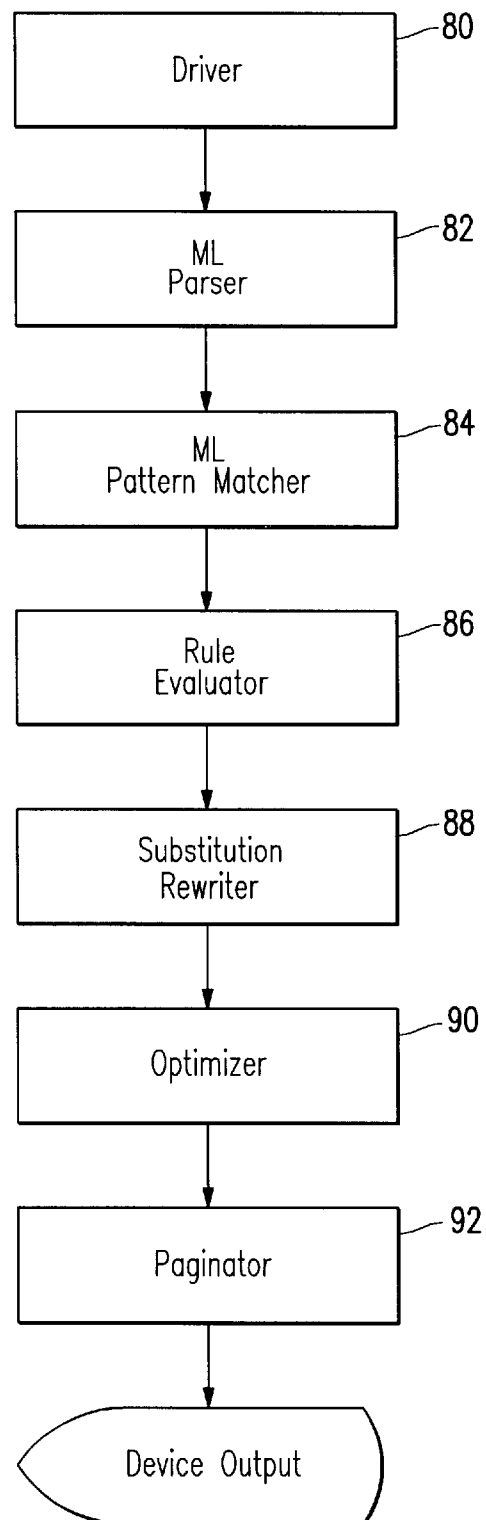 80
Driver
82
ML
Parser
84
ML
Pattern Matcher
86
Rule
Evaluator
88
Substitution
Rewriter
90
Optimizer
92
Paginator
Device Output